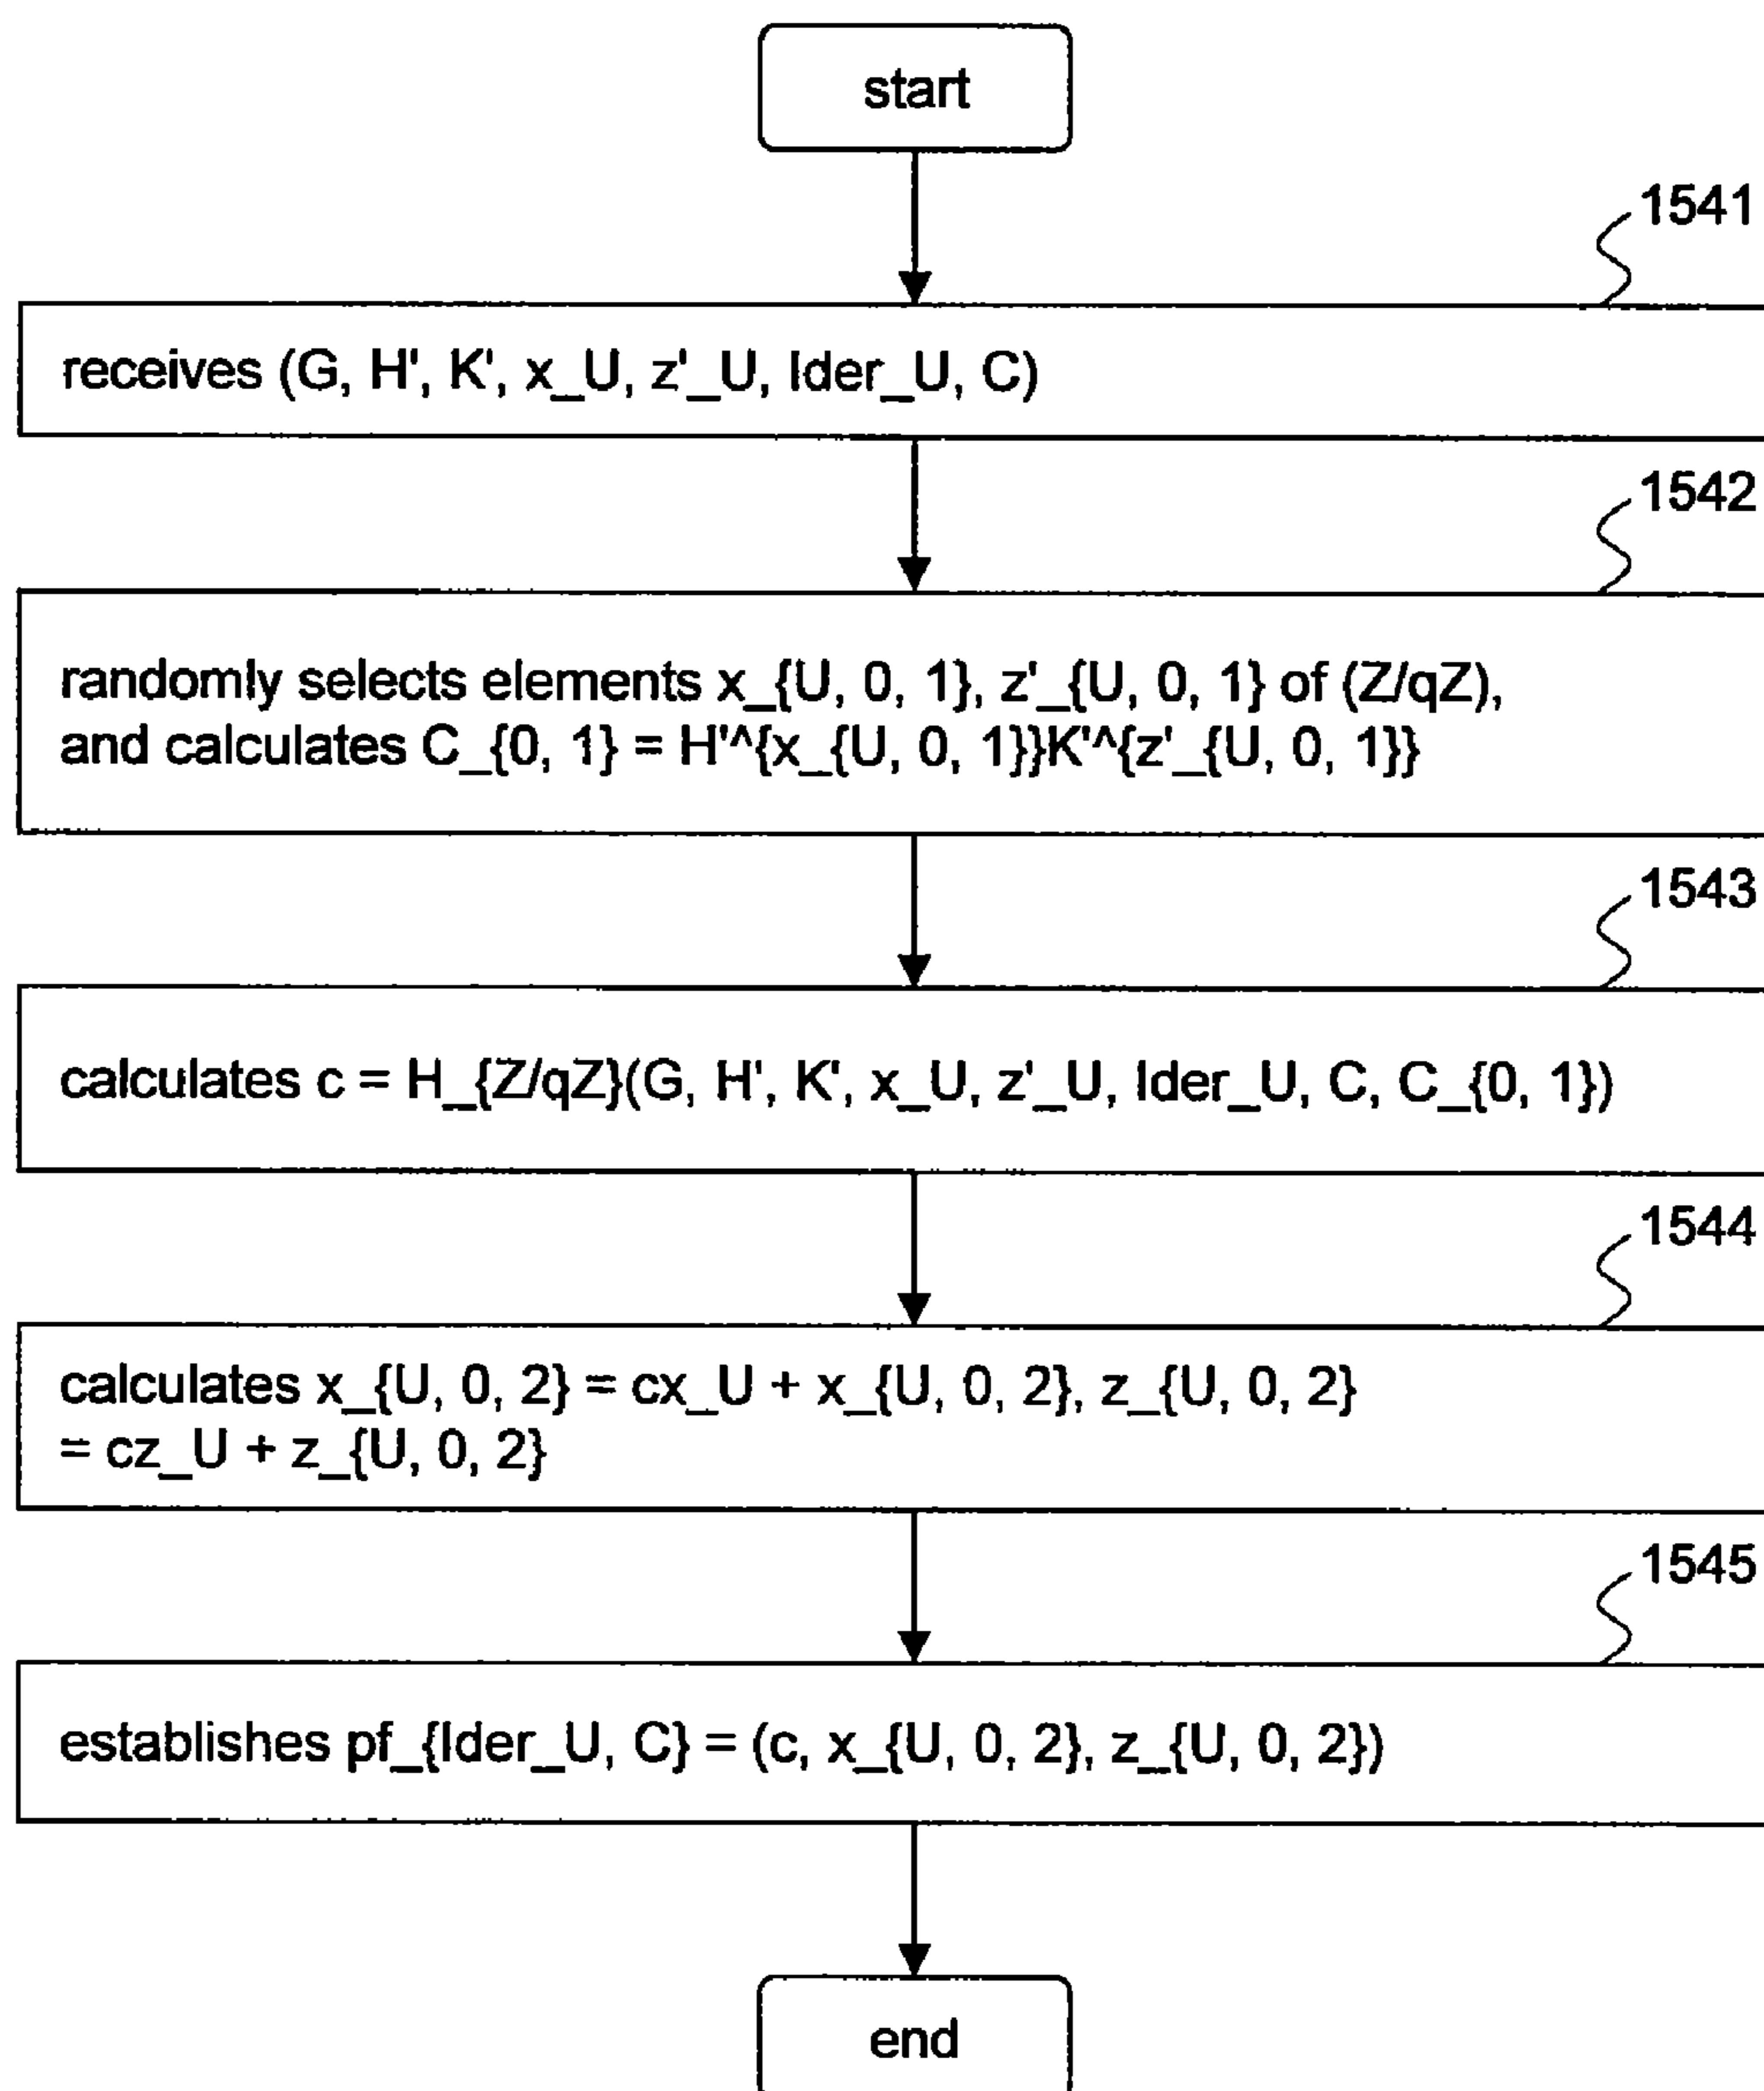 start
1541
receives (G, H', K', x_U, z'_U, Ider_U, C)
1542
randomly selects elements x_{U, 0, 1}, z'_{U, 0, 1} of (Z/qZ),
and calculates C_{0, 1} = H'^{x_{U, 0, 1}}K'^{z'_{U, 0, 1}}
1543
calculates c = H_{Z/qZ}(G, H', K', x_U, z'_U, Ider_U, C, C_{0, 1})
1544
calculates x_{U, 0, 2} = cx_U + x_{U, 0, 2}, z_{U, 0, 2}
= cz_U + z_{U, 0, 2}
1545
establishes pf_{Ider_U, C} = (c, x_{U, 0, 2}, z_{U, 0, 2})
end